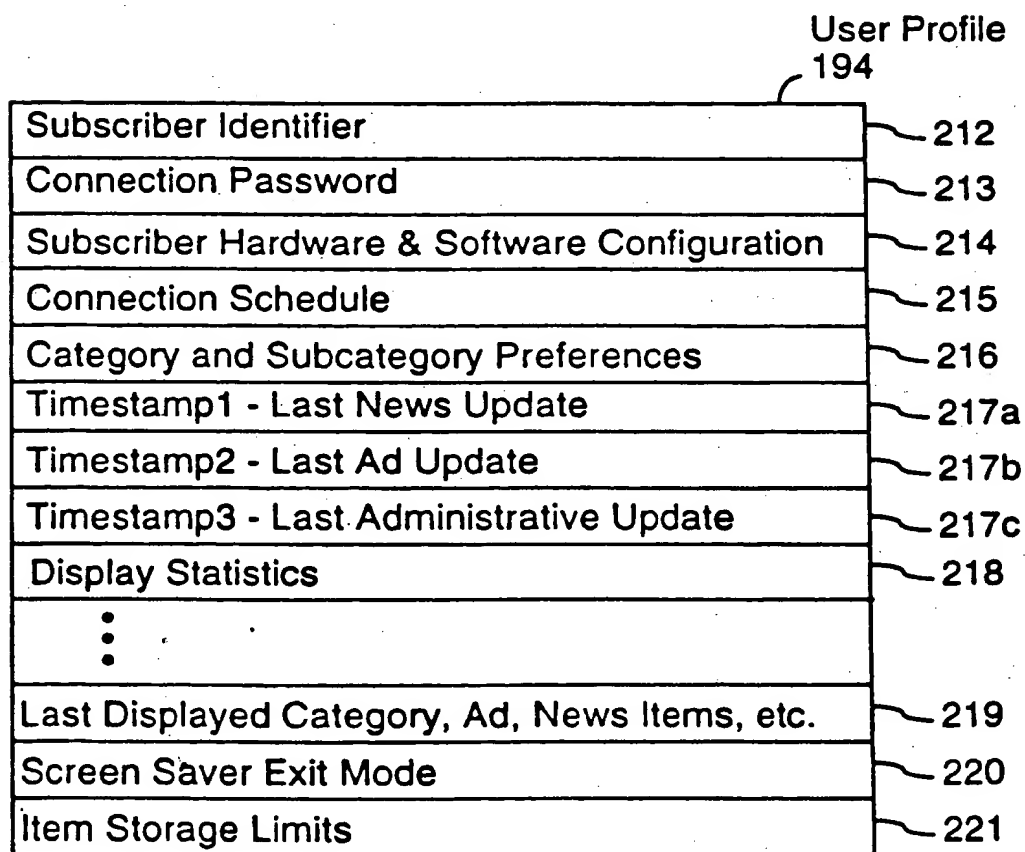 User Profile
194
Subscriber Identifier 212
Connection Password 213
Subscriber Hardware & Software Configuration 214
Connection Schedule 215
Category and Subcategory Preferences 216
Timestamp1 - Last News Update 217a
Timestamp2 - Last Ad Update 217b
Timestamp3 - Last Administrative Update 217c
Display Statistics 218
Last Displayed Category, Ad, News Items, etc. 219
Screen Saver Exit Mode 220
Item Storage Limits 221